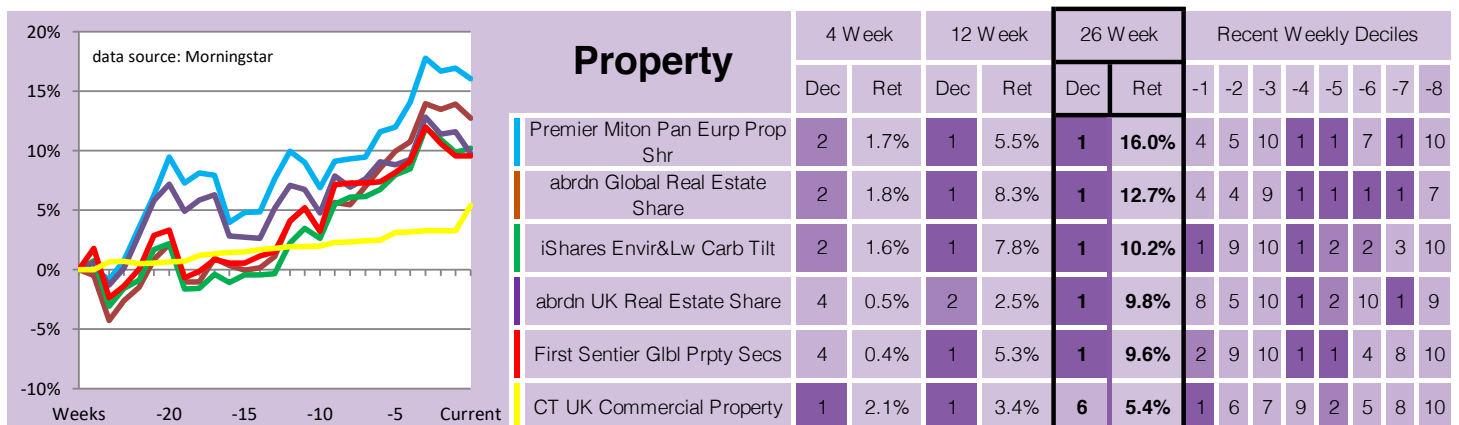 20%
15%
10%
5%
0%
-5%
-10%
data source: Morningstar
Weeks -20 -15 -10 -5 Current
Property
4 Week 12 Week 26 Week Recent Weekly Deciles
Dec Ret Dec Ret Dec Ret -1 -2 -3 -4 -5 -6 -7 -8
Premier Miton Pan Eurp Prop
Shr
2 1.7% 1 5.5% 1 16.0% 4 5 10 1 1 7 1 10
abrdn Global Real Estate
Share
2 1.8% 1 8.3% 1 12.7% 4 4 9 1 1 1 1 7
iShares Envir&Lw Carb Tilt 2 1.6% 1 7.8% 1 10.2% 1 9 10 1 2 2 3 10
abrdn UK Real Estate Share 4 0.5% 2 2.5% 1 9.8% 8 5 10 1 2 10 1 9
First Sentier Glbl Prpty Secs 4 0.4% 1 5.3% 1 9.6% 2 9 10 1 1 4 8 10
CT UK Commercial Property 1 2.1% 1 3.4% 6 5.4% 1 6 7 9 2 5 8 10